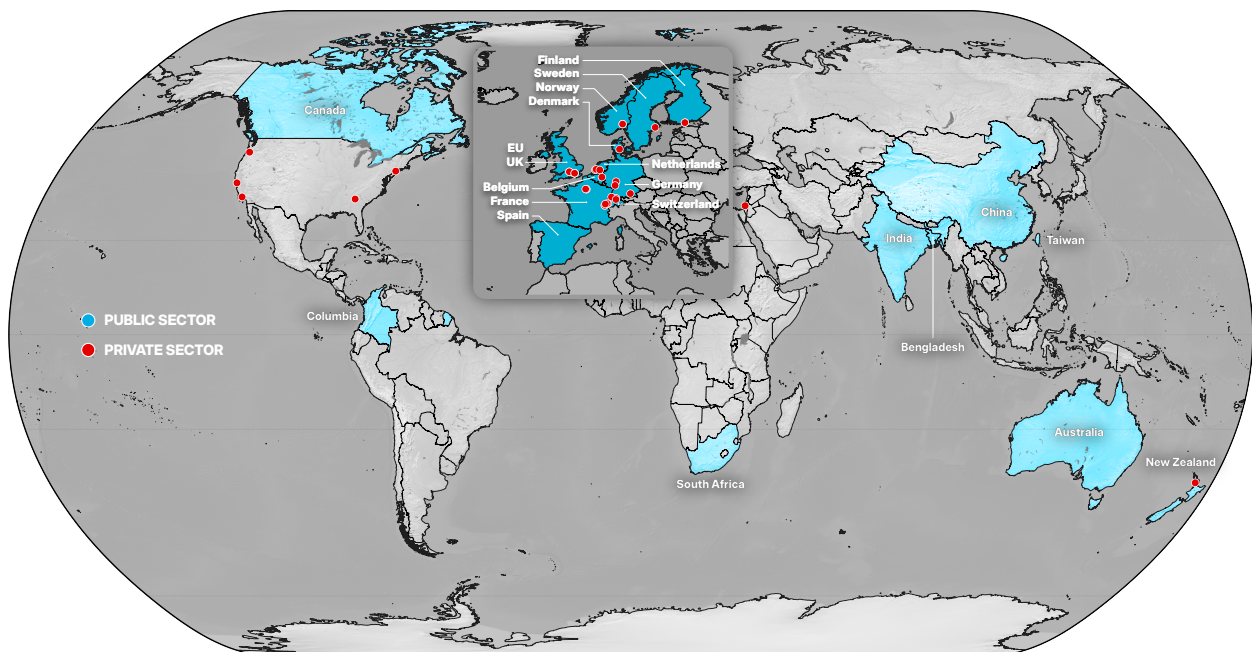 Finland
Sweden
Norway
Denmark
Canada
EU
UK
Netherlands
Belgium
Germany
France
Switzerland
Spain
China
India
Taiwan
Columbia
PUBLIC SECTOR
Bengladesh
PRIVATE SECTOR
Australia
New Zealand
South Africa